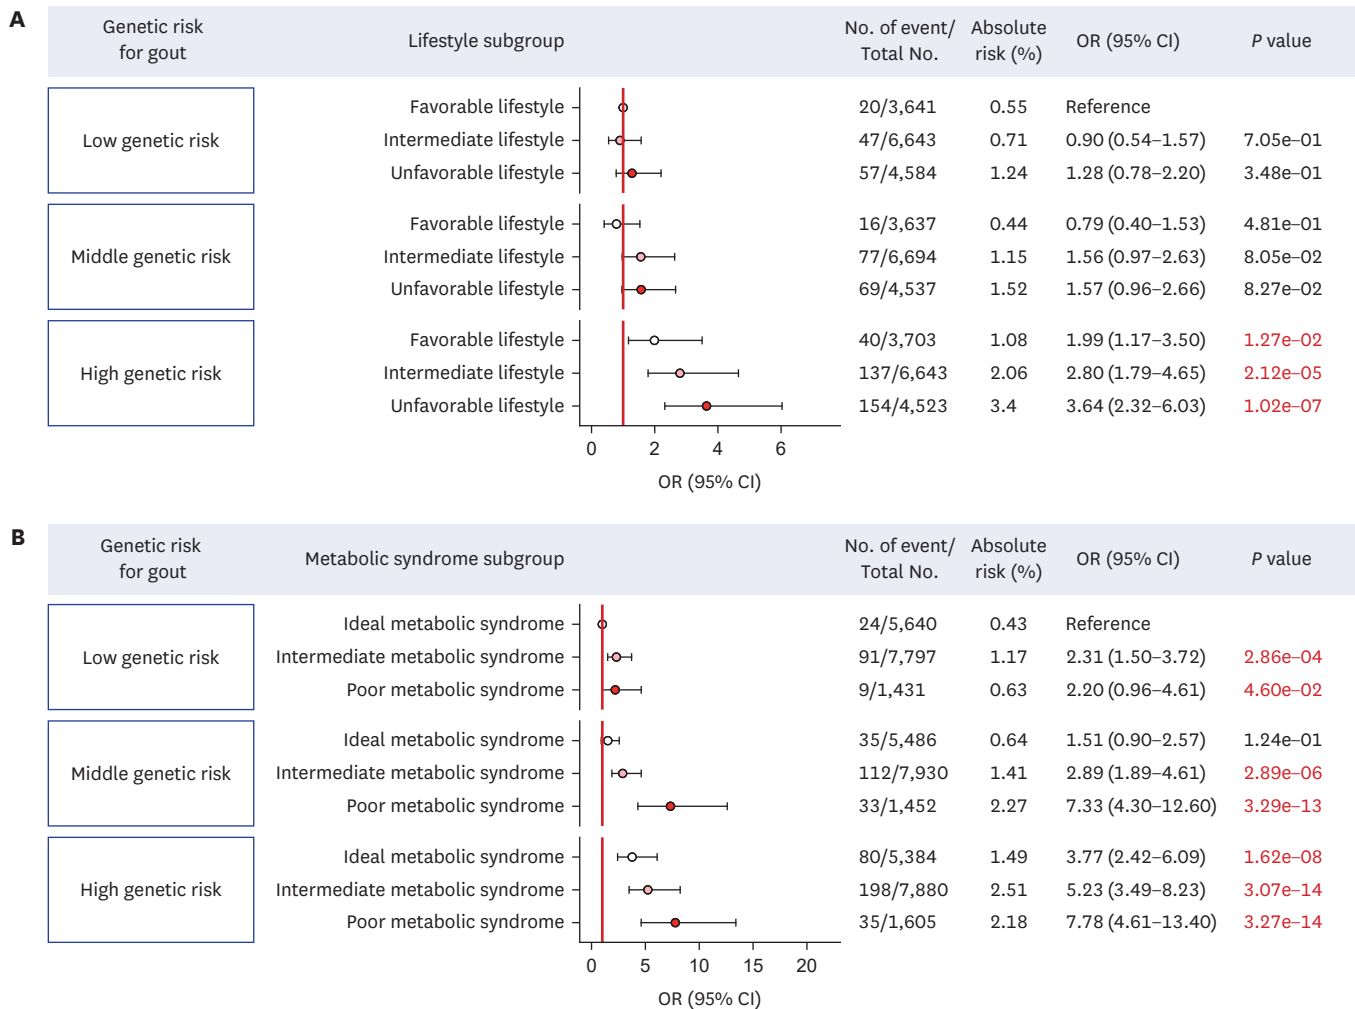 A
Genetic risk for gout Lifestyle subgroup No. of event/ Total No. Absolute risk (%) OR (95% CI) P value
Low genetic risk
Favorable lifestyle 20/3,641 0.55 Reference
Intermediate lifestyle 47/6,643 0.71 0.90 (0.54–1.57) 7.05e–01
Unfavorable lifestyle 57/4,584 1.24 1.28 (0.78–2.20) 3.48e–01
Middle genetic risk
Favorable lifestyle 16/3,637 0.44 0.79 (0.40–1.53) 4.81e–01
Intermediate lifestyle 77/6,694 1.15 1.56 (0.97–2.63) 8.05e–02
Unfavorable lifestyle 69/4,537 1.52 1.57 (0.96–2.66) 8.27e–02
High genetic risk
Favorable lifestyle 40/3,703 1.08 1.99 (1.17–3.50) 1.27e–02
Intermediate lifestyle 137/6,643 2.06 2.80 (1.79–4.65) 2.12e–05
Unfavorable lifestyle 154/4,523 3.4 3.64 (2.32–6.03) 1.02e–07
0 2 4 6
OR (95% CI)
B
Genetic risk for gout Metabolic syndrome subgroup No. of event/ Total No. Absolute risk (%) OR (95% CI) P value
Low genetic risk
Ideal metabolic syndrome 24/5,640 0.43 Reference
Intermediate metabolic syndrome 91/7,797 1.17 2.31 (1.50–3.72) 2.86e–04
Poor metabolic syndrome 9/1,431 0.63 2.20 (0.96–4.61) 4.60e–02
Middle genetic risk
Ideal metabolic syndrome 35/5,486 0.64 1.51 (0.90–2.57) 1.24e–01
Intermediate metabolic syndrome 112/7,930 1.41 2.89 (1.89–4.61) 2.89e–06
Poor metabolic syndrome 33/1,452 2.27 7.33 (4.30–12.60) 3.29e–13
High genetic risk
Ideal metabolic syndrome 80/5,384 1.49 3.77 (2.42–6.09) 1.62e–08
Intermediate metabolic syndrome 198/7,880 2.51 5.23 (3.49–8.23) 3.07e–14
Poor metabolic syndrome 35/1,605 2.18 7.78 (4.61–13.40) 3.27e–14
0 5 10 15 20
OR (95% CI)